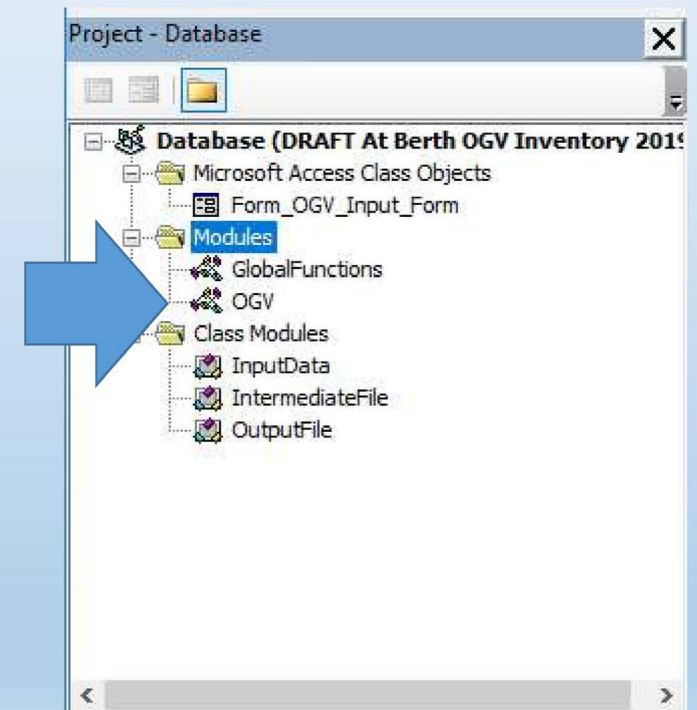 Project - Database
Database (DRAFT At Berth OGV Inventory 2019
Microsoft Access Class Objects
Form_OGV_Input_Form
Modules
GlobalFunctions
OGV
Class Modules
InputData
IntermediateFile
OutputFile